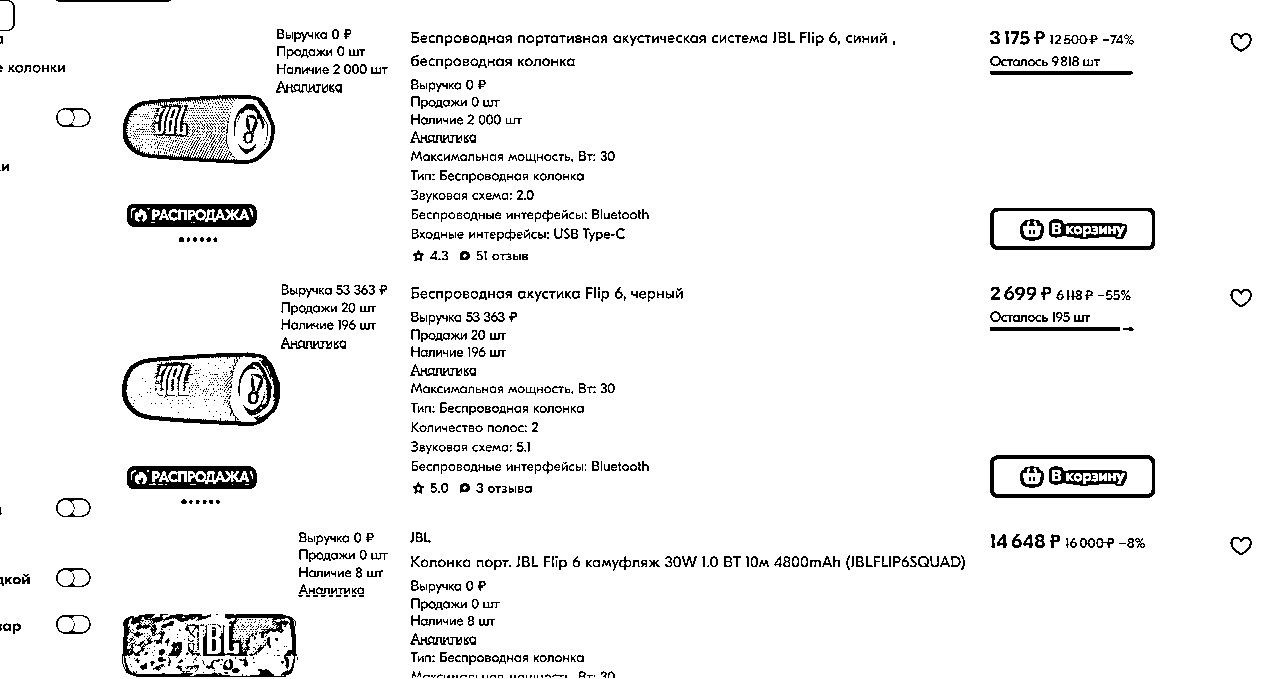 е колонки
Выручка 0 ₽
Продажи 0 шт
Наличие 2 000 шт
Аналитика
JBL
РАСПРОДАЖА
Беспроводная портативная акустическая система JBL Flip 6, синий ,
беспроводная колонка
Выручка 0 ₽
Продажи 0 шт
Наличие 2 000 шт
Аналитика
Максимальная мощность, Вт: 30
Тип: Беспроводная колонка
Звуковая схема: 2.0
Беспроводные интерфейсы: Bluetooth
Входные интерфейсы: USB Type-C
4.3 51 отзыв
3 175 ₽ 12 500 ₽ −74%
Осталось 9 818 шт
В корзину
Выручка 53 363 ₽
Продажи 20 шт
Наличие 196 шт
Аналитика
JBL
РАСПРОДАЖА
Беспроводная акустика Flip 6, черный
Выручка 53 363 ₽
Продажи 20 шт
Наличие 196 шт
Аналитика
Максимальная мощность, Вт: 30
Тип: Беспроводная колонка
Количество полос: 2
Звуковая схема: 5.1
Беспроводные интерфейсы: Bluetooth
5.0 3 отзыва
2 699 ₽ 6 118 ₽ −55%
Осталось 195 шт
В корзину
дкой
вар
Выручка 0 ₽
Продажи 0 шт
Наличие 8 шт
Аналитика
JBL
JBL
Колонка порт. JBL Flip 6 камуфляж 30W 1.0 BT 10м 4800mAh (JBLFLIP6SQUAD)
Выручка 0 ₽
Продажи 0 шт
Наличие 8 шт
Аналитика
Тип: Беспроводная колонка
Максимальная мощность, Вт: 30
14 648 ₽ 16 000 ₽ −8%